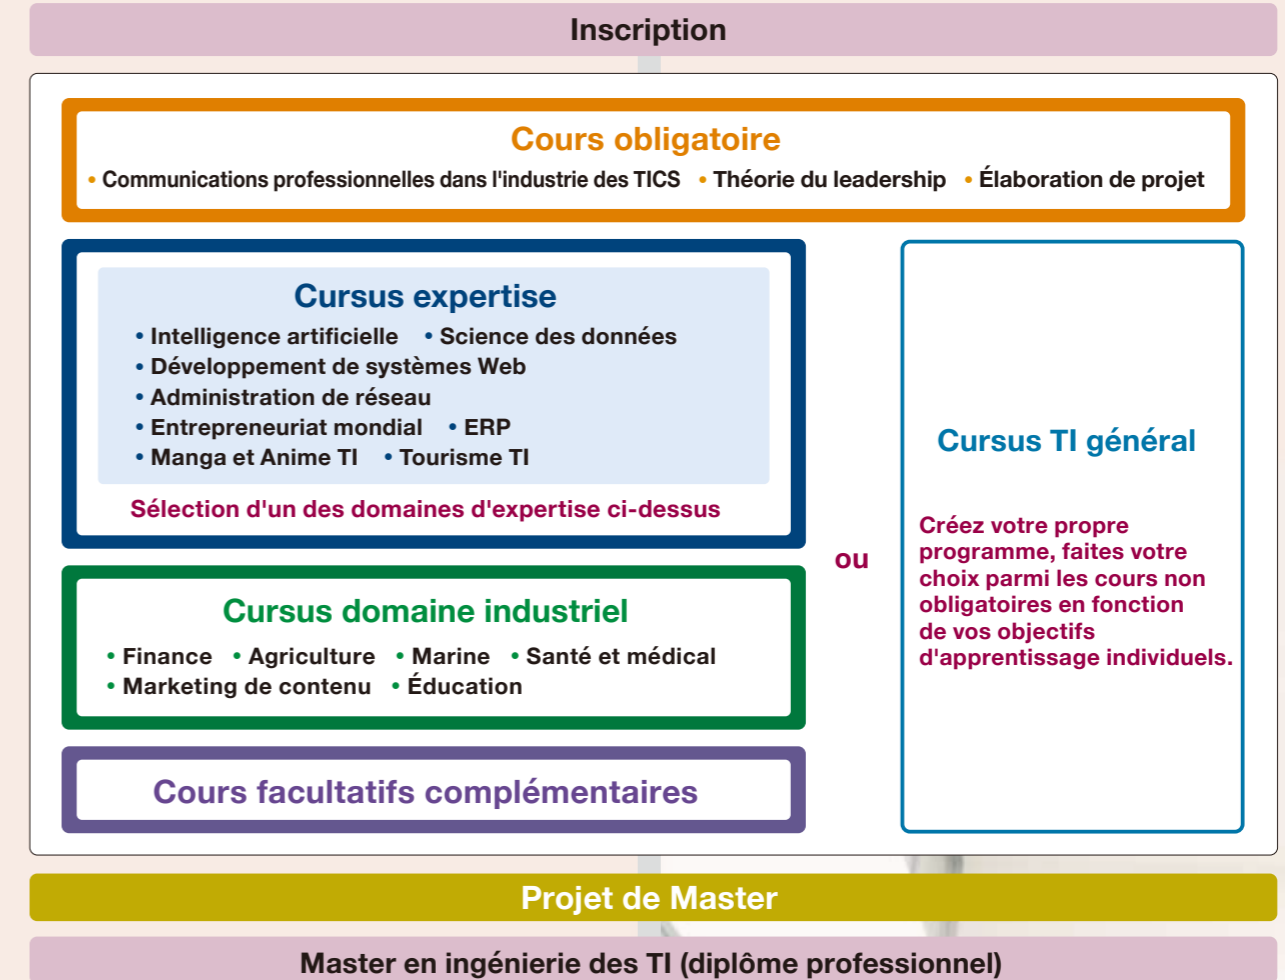 Inscription
Cours obligatoire
• Communications professionnelles dans l'industrie des TICS • Théorie du leadership • Élaboration de projet
Cursus expertise
• Intelligence artificielle • Science des données
• Développement de systèmes Web
• Administration de réseau
• Entrepreneuriat mondial • ERP
• Manga et Anime TI • Tourisme TI
Sélection d'un des domaines d'expertise ci-dessus
Cursus domaine industriel
• Finance • Agriculture • Marine • Santé et médical
• Marketing de contenu • Éducation
Cours facultatifs complémentaires
ou
Cursus TI général
Créez votre propre
programme, faites votre
choix parmi les cours non
obligatoires en fonction
de vos objectifs
d'apprentissage individuels.
Projet de Master
Master en ingénierie des TI (diplôme professionnel)